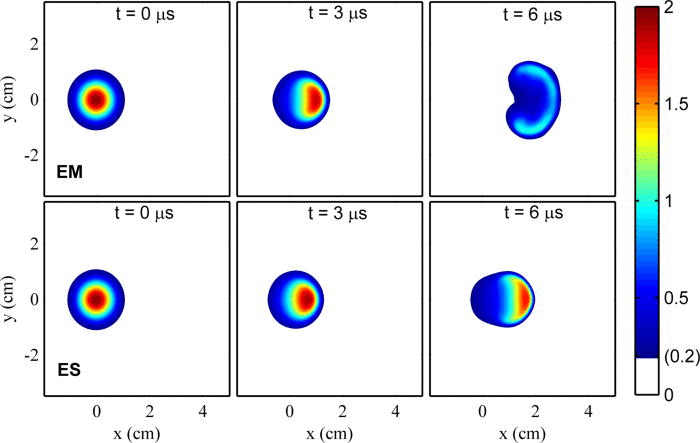 t = 0 μs
t = 3 μs
t = 6 μs
2
0
-2
y (cm)
EM
t = 0 μs
t = 3 μs
t = 6 μs
2
0
-2
y (cm)
ES
0 2 4
0 2 4
0 2 4
x (cm)
x (cm)
x (cm)
2
1.5
1
0.5
(0.2)
0